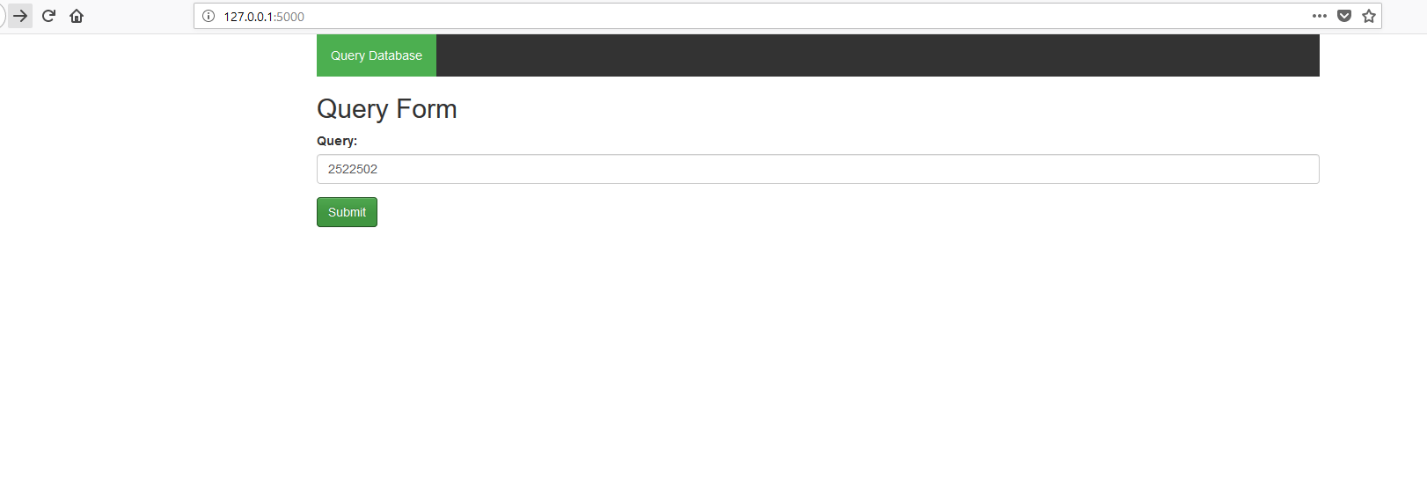 127.0.0.1:5000
Query Database
Query Form
Query:
2522502
Submit